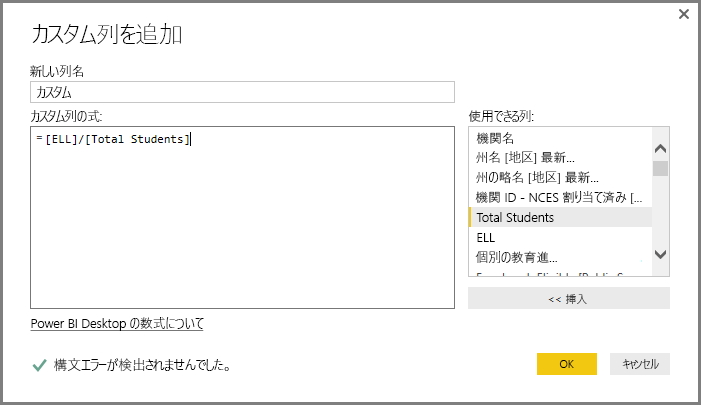 カスタム列を追加
新しい列名
カスタム
カスタム列の式:
使用できる列:
=[ELL]/[Total Students]
機関名
州名 [地区] 最新...
州の略名 [地区] 最新...
機関 ID - NCES 割り当て済み [...
Total Students
ELL
個別の教育進...
<< 挿入
Power BI Desktop の数式について
構文エラーが検出されませんでした。
OK
キャンセル